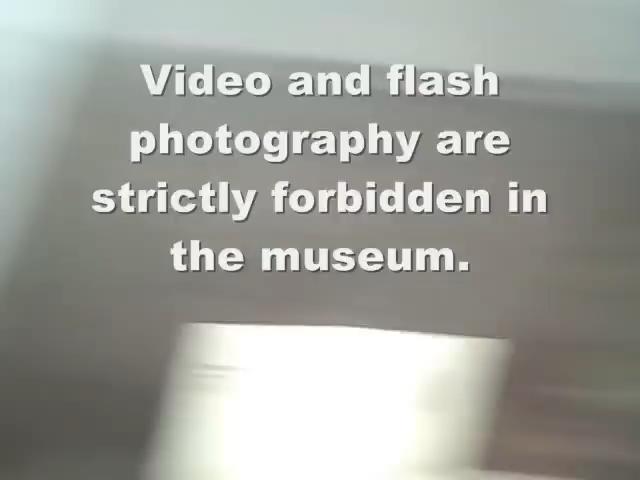 Video and flash
photography are
strictly forbidden in
the museum.